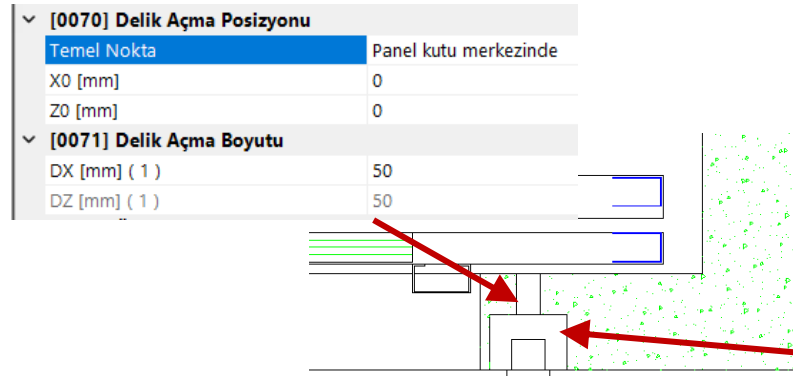 [0070] Delik Açma Posizyonu
Temel Nokta Panel kutu merkezinde
X0 [mm] 0
Z0 [mm] 0
[0071] Delik Açma Boyutu
DX [mm] ( 1 ) 50
DZ [mm] ( 1 ) 50